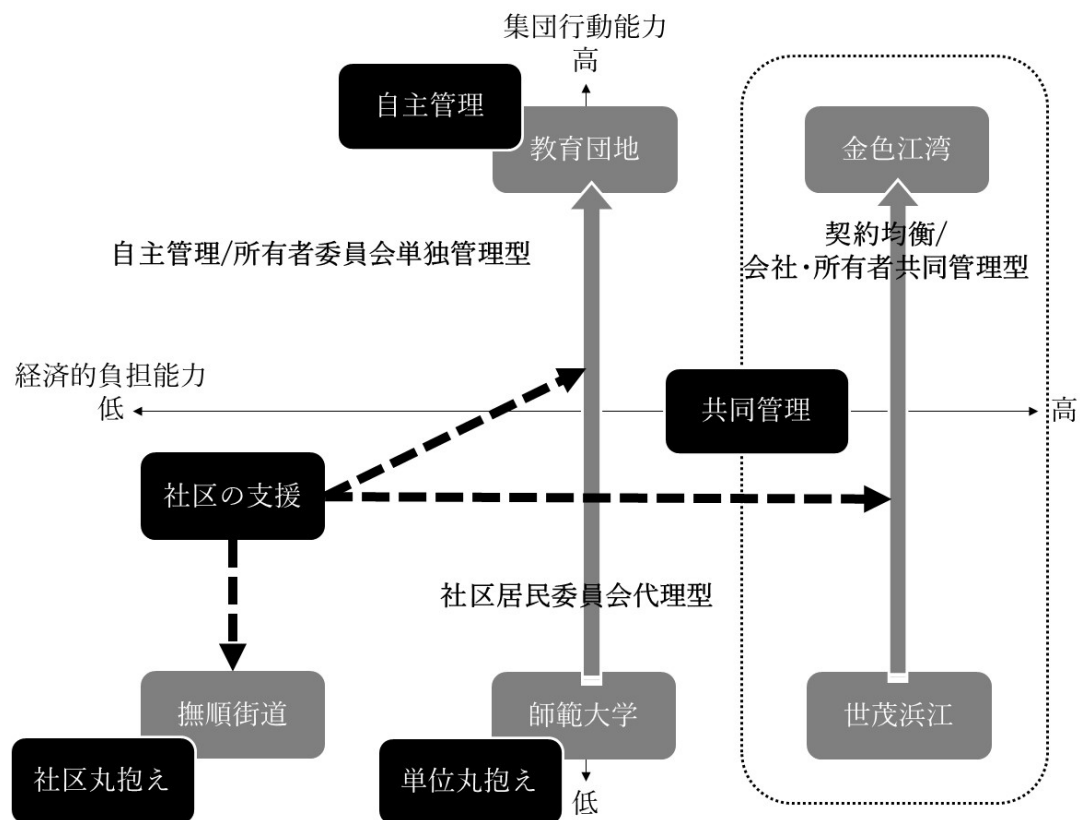 集団行動能力
高
自主管理
教育団地
金色江湾
自主管理/所有者委員会単独管理型
契約均衡/
会社・所有者共同管理型
経済的負担能力
低
共同管理
高
社区の支援
社区居民委員会代理型
撫順街道
師範大学
世茂浜江
社区丸抱え
単位丸抱え
低